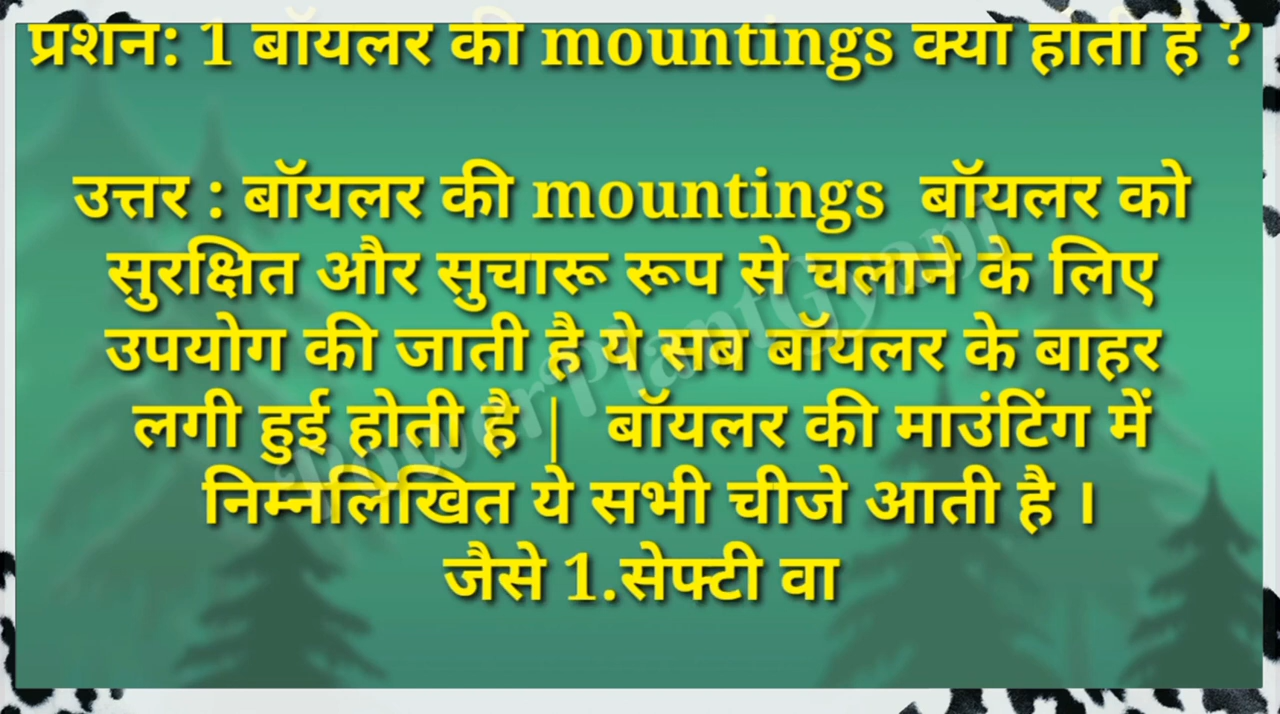 प्रशन: 1 बॉयलर की mountings क्या होती है ?
उत्तर : बॉयलर की mountings बॉयलर को
सुरक्षित और सुचारू रूप से चलाने के लिए
उपयोग की जाती है ये सब बॉयलर के बाहर
लगी हुई होती है | बॉयलर की माउंटिंग में
निम्नलिखित ये सभी चीजे आती है ।
जैसे 1.सेफ्टी वा
PowerPlantGyani